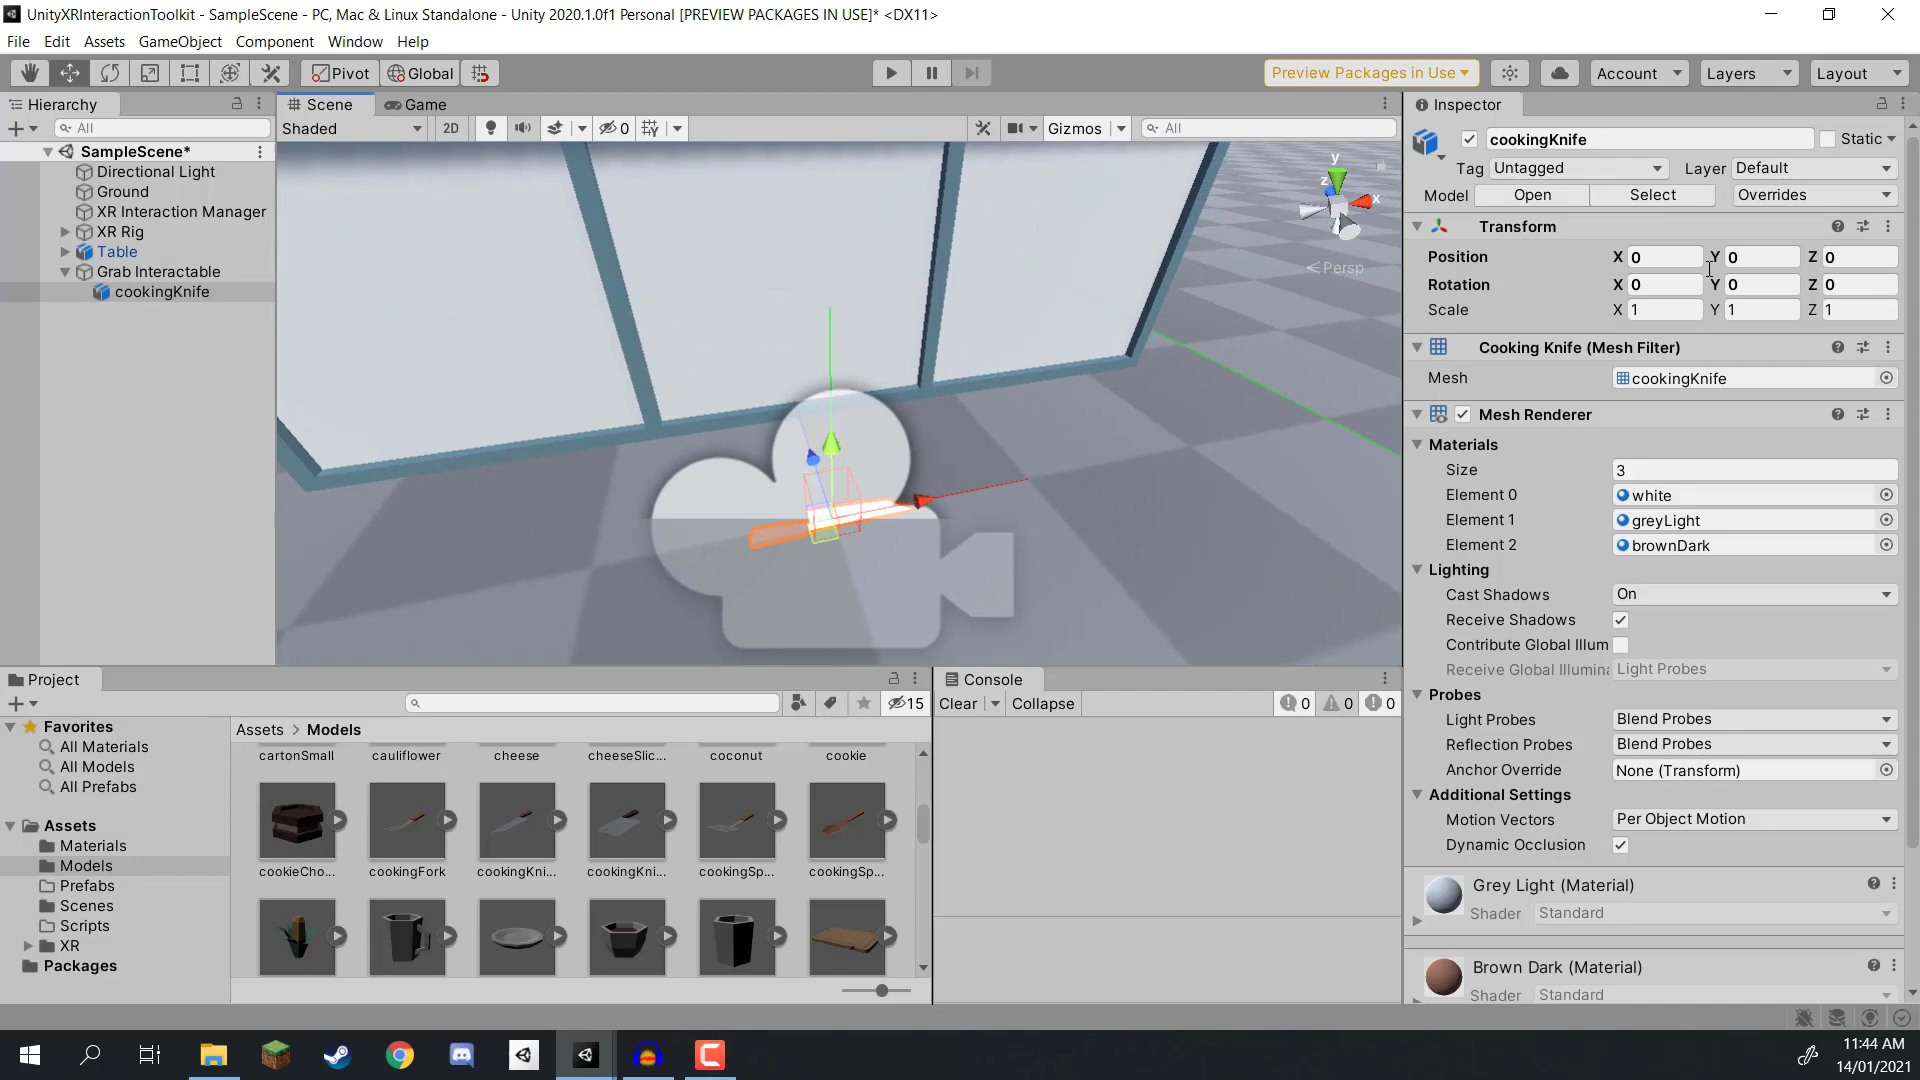 UnityXRInteractionToolkit - SampleScene - PC, Mac & Linux Standalone - Unity 2020.1.0f1 Personal [PREVIEW PACKAGES IN USE]* <DX11>
File Edit Assets GameObject Component Window Help
Pivot Global Preview Packages in Use Account Layers Layout
Hierarchy
All
SampleScene*
Directional Light
Ground
XR Interaction Manager
XR Rig
Table
Grab Interactable
cookingKnife
Scene Game
Shaded 2D 0 Gizmos All
y
z
x
Persp
Inspector
cookingKnife Static
Tag Untagged Layer Default
Model Open Select Overrides
Transform
Position X 0 Y 0 Z 0
Rotation X 0 Y 0 Z 0
Scale X 1 Y 1 Z 1
Cooking Knife (Mesh Filter)
Mesh cookingKnife
Mesh Renderer
Materials
Size 3
Element 0 white
Element 1 greyLight
Element 2 brownDark
Lighting
Cast Shadows On
Receive Shadows
Contribute Global Illum
Receive Global Illumina Light Probes
Probes
Light Probes Blend Probes
Reflection Probes Blend Probes
Anchor Override None (Transform)
Additional Settings
Motion Vectors Per Object Motion
Dynamic Occlusion
Grey Light (Material)
Shader Standard
Brown Dark (Material)
Shader Standard
Project
15
Favorites
All Materials
All Models
All Prefabs
Assets
Materials
Models
Prefabs
Scenes
Scripts
XR
Packages
Assets > Models
cartonSmall cauliflower cheese cheeseSlic... coconut cookie
cookieCho... cookingFork cookingKni... cookingKni... cookingSp... cookingSp...
Console
Clear Collapse 0 0 0
11:44 AM
14/01/2021